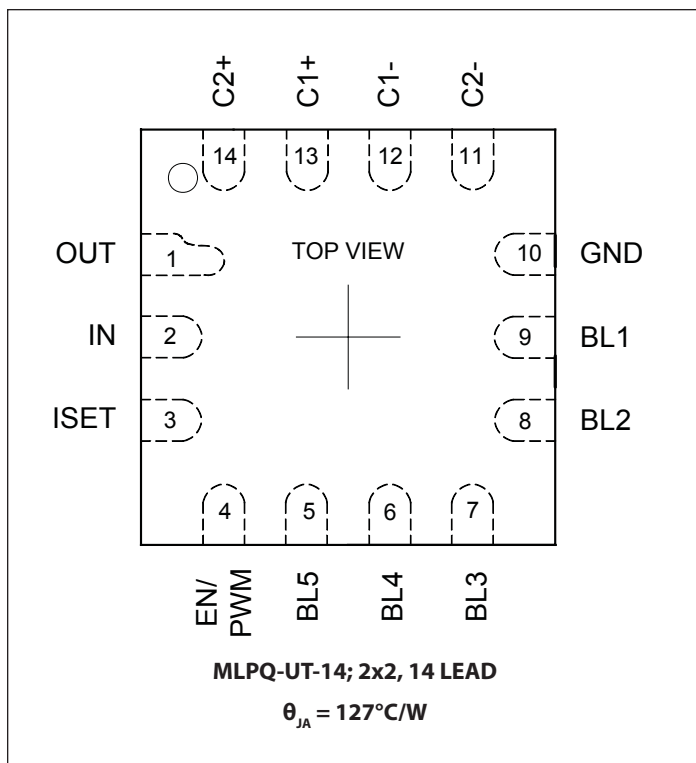 C2+ C1+ C1- C2-
14 13 12 11
OUT 1 TOP VIEW 10 GND
IN 2 9 BL1
ISET 3 8 BL2
4 5 6 7
EN/
PWM BL5 BL4 BL3
MLPQ-UT-14; 2x2, 14 LEAD
θJA = 127°C/W